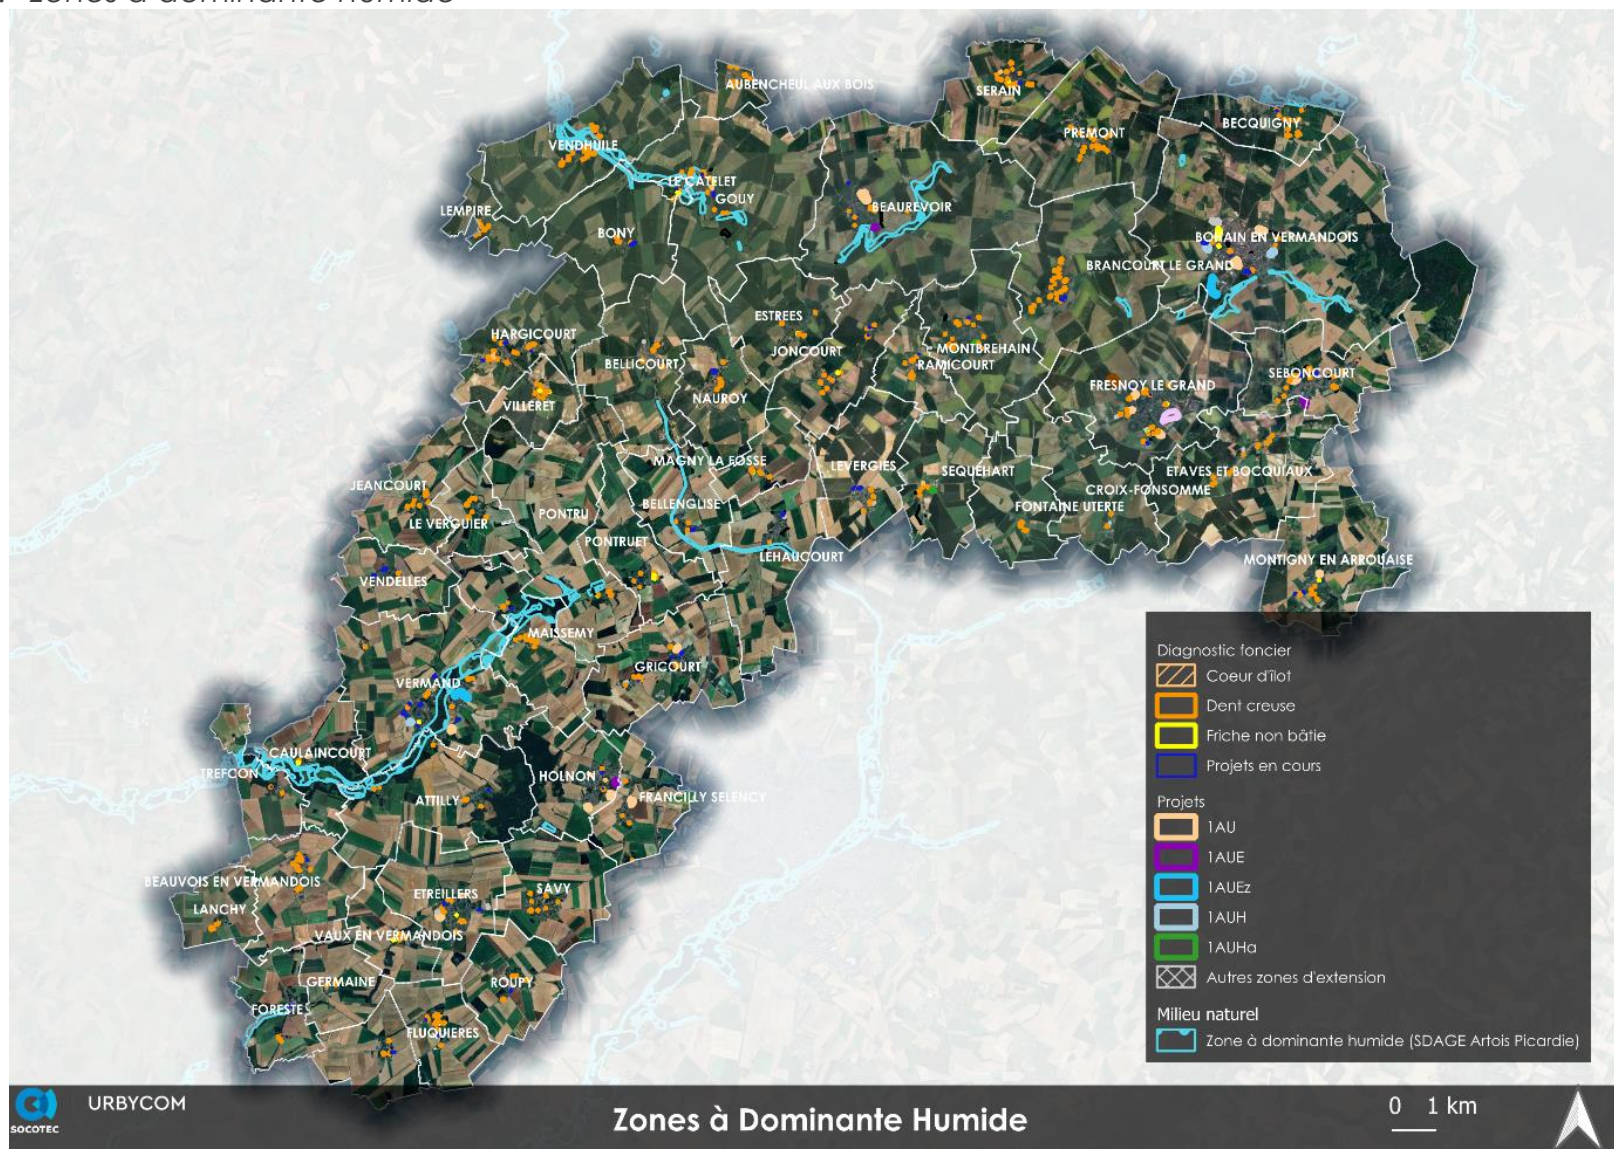 Zones à dominante humide
AUBENCHEUL AUX BOIS
SERAIN
BECQUIGNY
PREMONT
VENDHUILE
LE CATELET
GOUY
BEAUREVOIR
LEMPIRE
BONY
BOHAIN EN VERMANDOIS
BRANCOURT LE GRAND
ESTREES
HARGICOURT
JONCOURT
MONTBREHAIN
BELLICOURT
RAMICOURT
SEBONCOURT
FRESNOY LE GRAND
NAUROY
VILLERET
MAGNY LA FOSSE
LEVERGIES
SEQUEHART
ETAVES ET BOCQUIAUX
JEANCOURT
CROIX-FONSOMME
BELLENGLISE
FONTAINE UTERTE
PONTRU
LE VERGUIER
PONTRUET
LEHAUCOURT
MONTIGNY EN ARROUAISE
VENDELLES
MAISSEMY
GRICOURT
VERMAND
CAULAINCOURT
TREFCON
HOLNON
ATTILLY
FRANCILLY SELENCY
BEAUVOIS EN VERMANDOIS
ETREILLERS
SAVY
LANCHY
VAUX EN VERMANDOIS
GERMAINE
ROUPY
FORESTE
FLUQUIERES
Diagnostic foncier
Coeur d'îlot
Dent creuse
Friche non bâtie
Projets en cours
Projets
1AU
1AUE
1AUEz
1AUH
1AUHa
Autres zones d'extension
Milieu naturel
Zone à dominante humide (SDAGE Artois Picardie)
SOCOTEC
URBYCOM
Zones à Dominante Humide
0 1 km